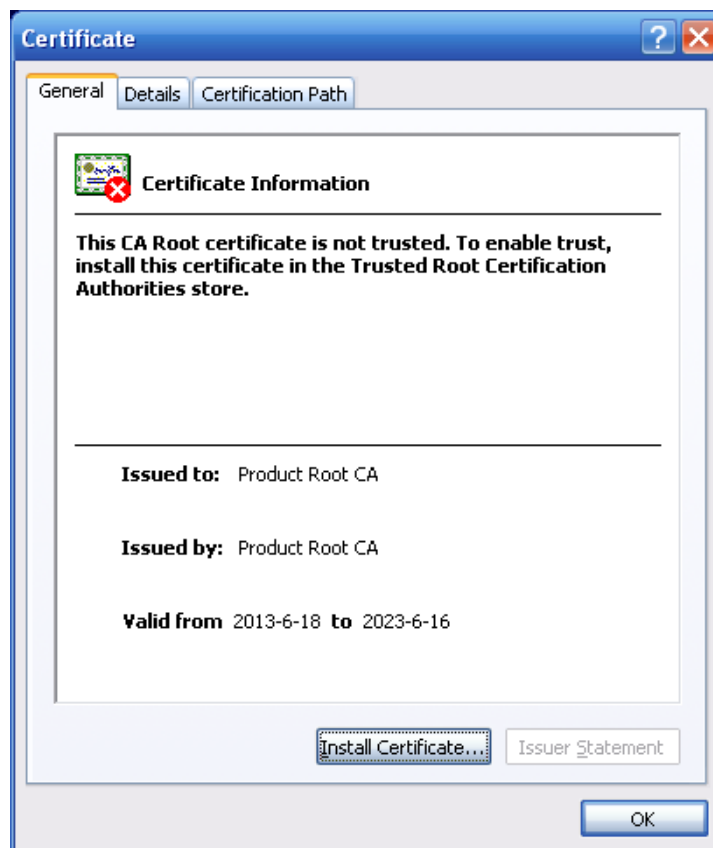 Certificate
General Details Certification Path
Certificate Information
This CA Root certificate is not trusted. To enable trust,
install this certificate in the Trusted Root Certification
Authorities store.
Issued to: Product Root CA
Issued by: Product Root CA
Valid from 2013-6-18 to 2023-6-16
Install Certificate... Issuer Statement
OK